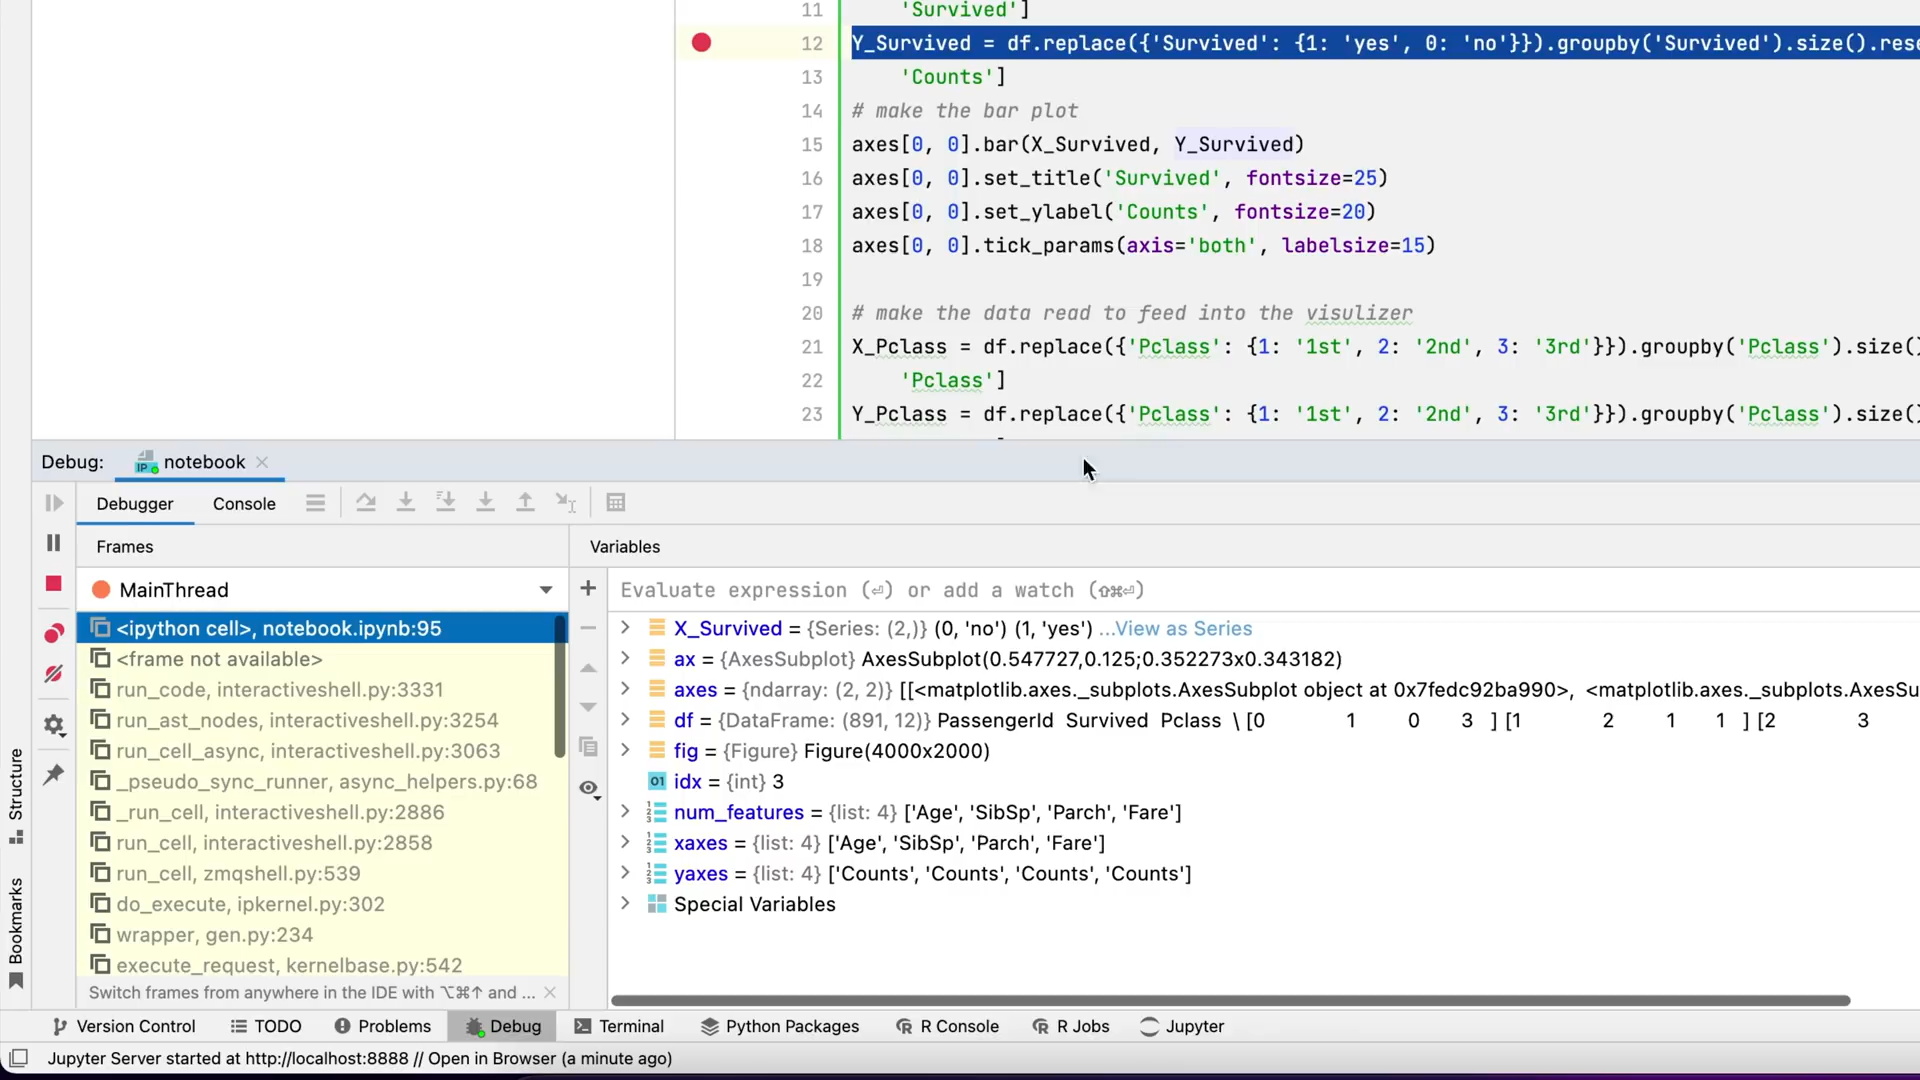 11 'Survived']
12 Y_Survived = df.replace({'Survived': {1: 'yes', 0: 'no'}}).groupby('Survived').size().rese
13 'Counts']
14 # make the bar plot
15 axes[0, 0].bar(X_Survived, Y_Survived)
16 axes[0, 0].set_title('Survived', fontsize=25)
17 axes[0, 0].set_ylabel('Counts', fontsize=20)
18 axes[0, 0].tick_params(axis='both', labelsize=15)
19
20 # make the data read to feed into the visulizer
21 X_Pclass = df.replace({'Pclass': {1: '1st', 2: '2nd', 3: '3rd'}}).groupby('Pclass').size()
22 'Pclass']
23 Y_Pclass = df.replace({'Pclass': {1: '1st', 2: '2nd', 3: '3rd'}}).groupby('Pclass').size()
Debug: notebook
Debugger Console
Frames
MainThread
<ipython cell>, notebook.ipynb:95
<frame not available>
run_code, interactiveshell.py:3331
run_ast_nodes, interactiveshell.py:3254
run_cell_async, interactiveshell.py:3063
_pseudo_sync_runner, async_helpers.py:68
_run_cell, interactiveshell.py:2886
run_cell, interactiveshell.py:2858
run_cell, zmqshell.py:539
do_execute, ipkernel.py:302
wrapper, gen.py:234
execute_request, kernelbase.py:542
Switch frames from anywhere in the IDE with ⌥⌘↑ and ...
Variables
Evaluate expression (⏎) or add a watch (⇧⌘⏎)
X_Survived = {Series: (2,)} (0, 'no') (1, 'yes') ...View as Series
ax = {AxesSubplot} AxesSubplot(0.547727,0.125;0.352273x0.343182)
axes = {ndarray: (2, 2)} [[<matplotlib.axes._subplots.AxesSubplot object at 0x7fedc92ba990>, <matplotlib.axes._subplots.AxesSu
df = {DataFrame: (891, 12)} PassengerId Survived Pclass \ [0 1 0 3 ] [1 2 1 1 ] [2 3
fig = {Figure} Figure(4000x2000)
idx = {int} 3
num_features = {list: 4} ['Age', 'SibSp', 'Parch', 'Fare']
xaxes = {list: 4} ['Age', 'SibSp', 'Parch', 'Fare']
yaxes = {list: 4} ['Counts', 'Counts', 'Counts', 'Counts']
Special Variables
Structure
Bookmarks
Version Control TODO Problems Debug Terminal Python Packages R Console R Jobs Jupyter
Jupyter Server started at http://localhost:8888 // Open in Browser (a minute ago)